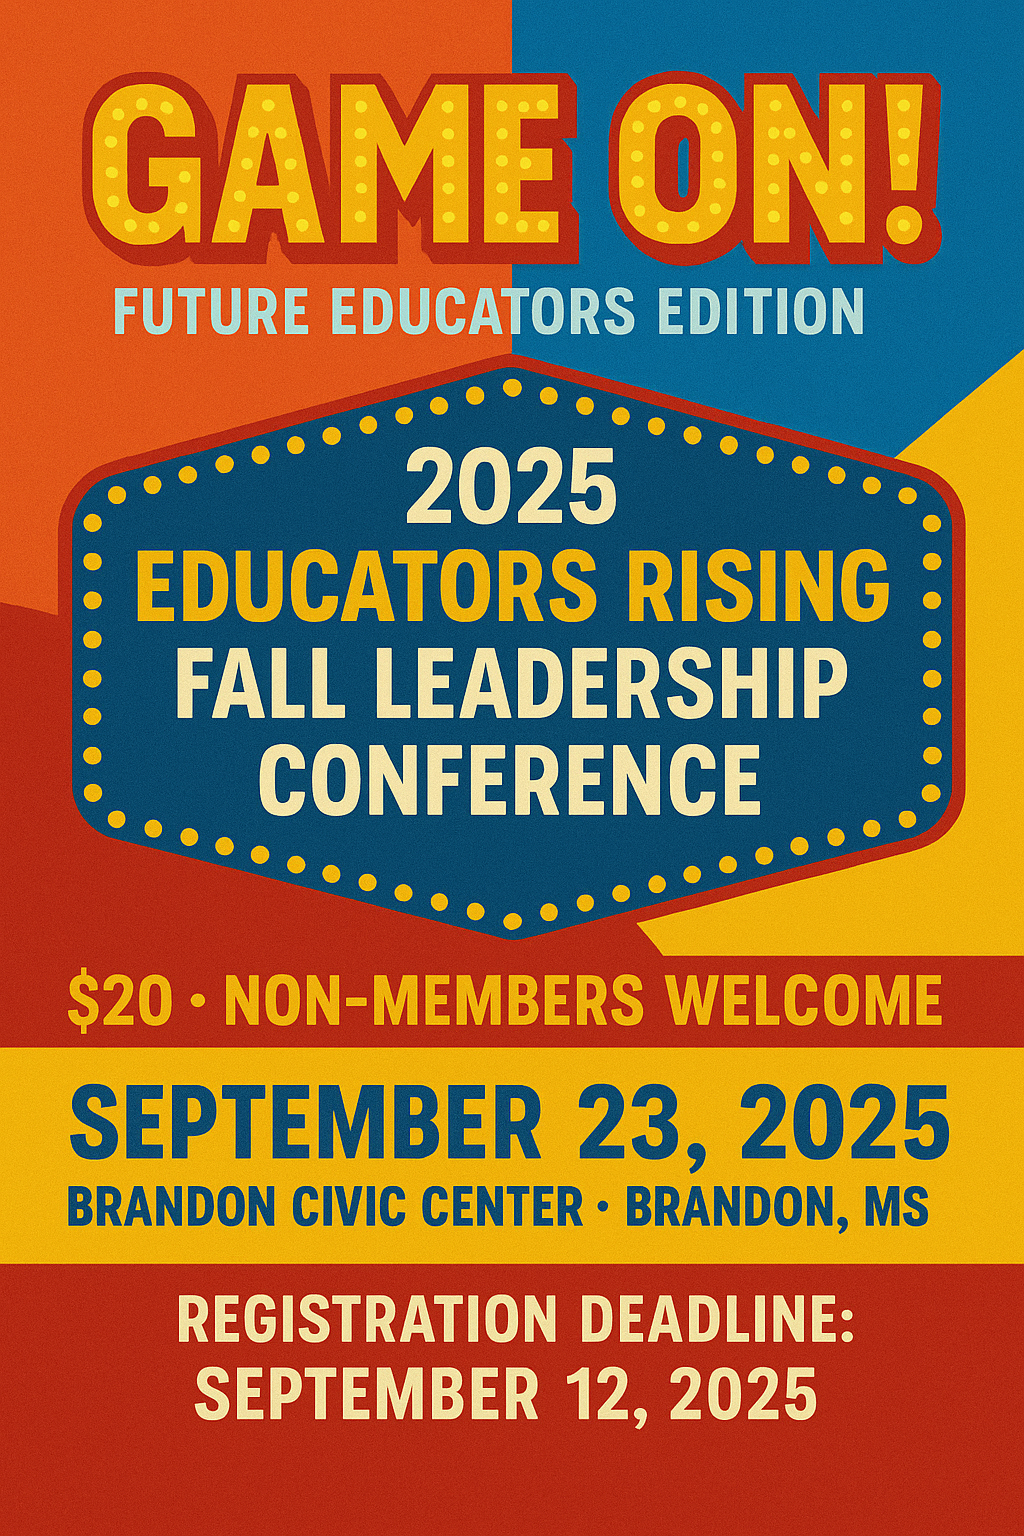 GAME ON!
FUTURE EDUCATORS EDITION
2025
EDUCATORS RISING
FALL LEADERSHIP
CONFERENCE
$20 · NON-MEMBERS WELCOME
SEPTEMBER 23, 2025
BRANDON CIVIC CENTER · BRANDON, MS
REGISTRATION DEADLINE:
SEPTEMBER 12, 2025